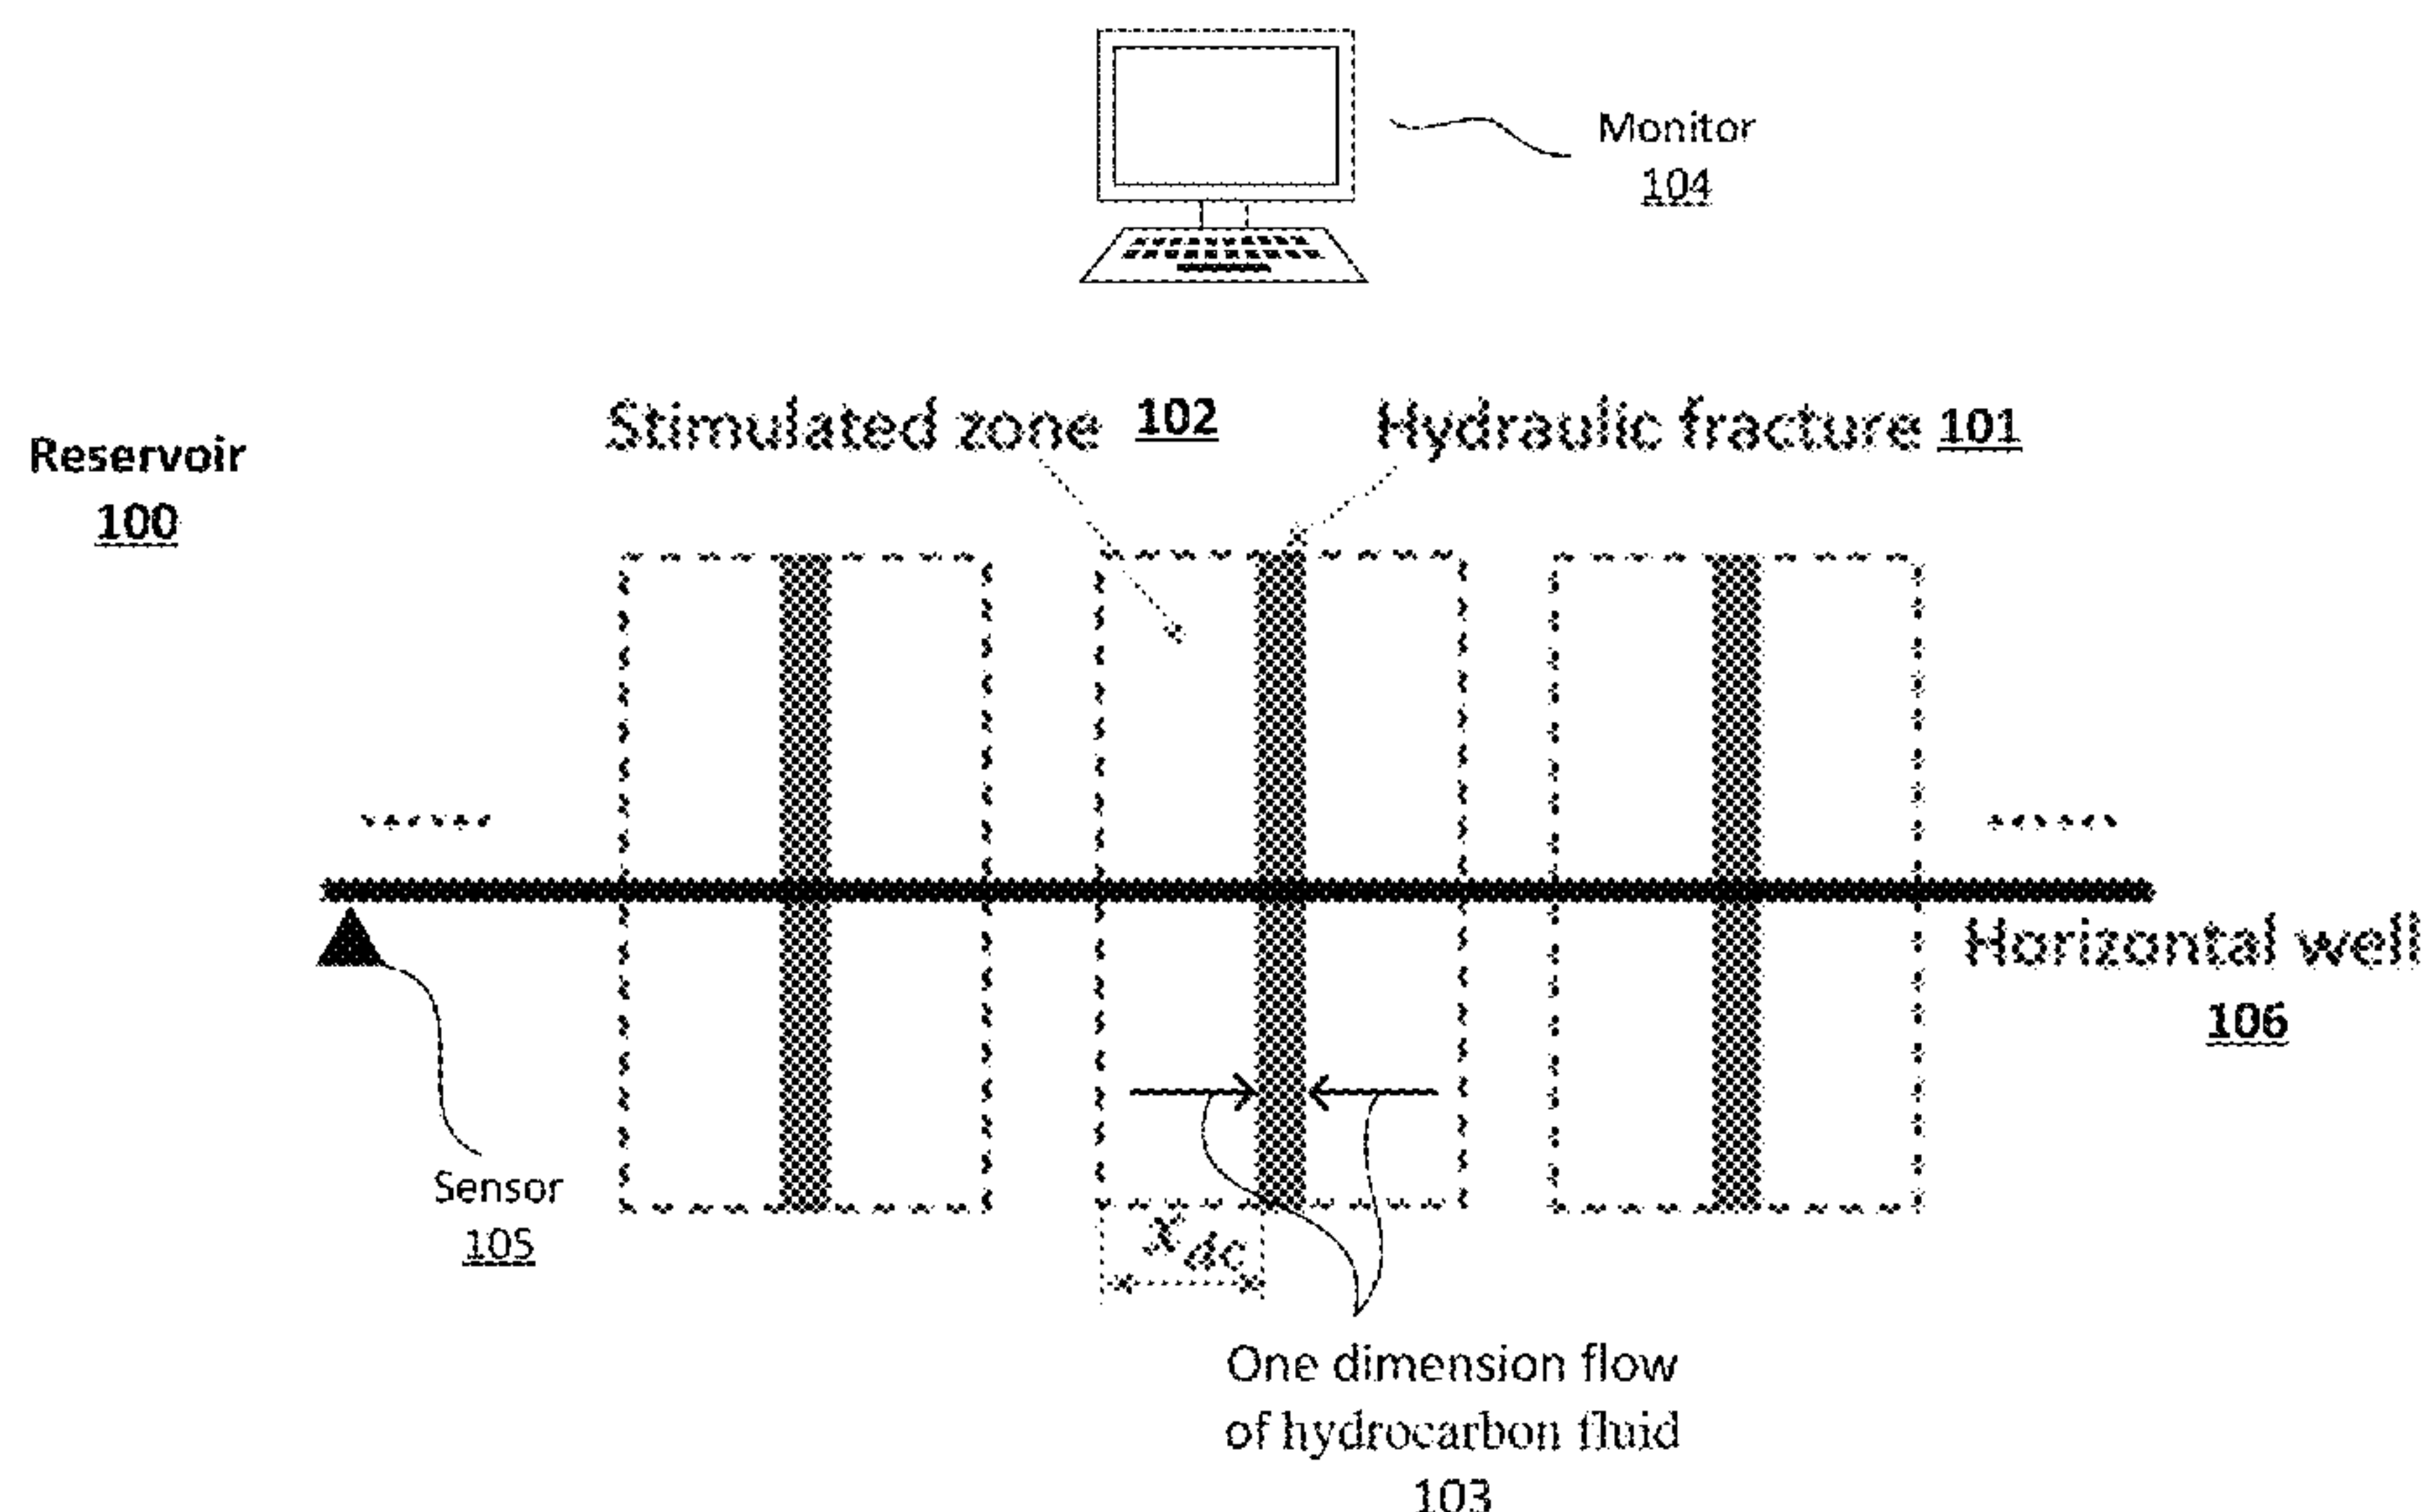 Monitor
104
Stimulated zone 102
Hydraulic fracture 101
Reservoir
100
Horizontal well
106
Sensor
105
X dc
One dimension flow
of hydrocarbon fluid
103